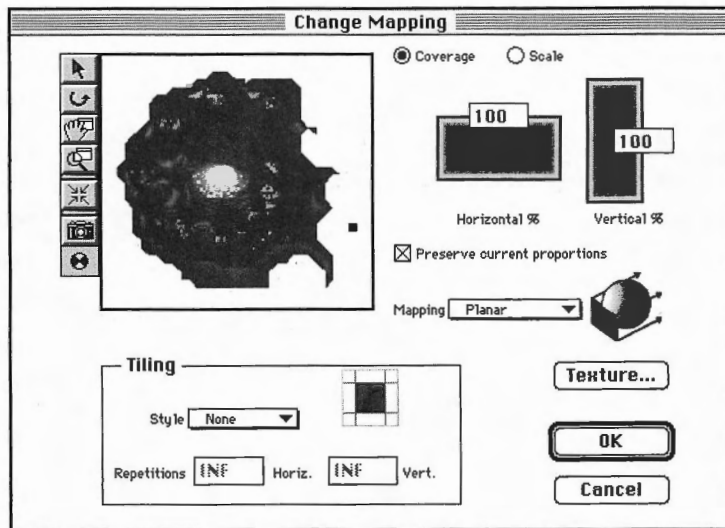 Change Mapping
Coverage
Scale
100
100
Horizontal %
Vertical %
Preserve current proportions
Mapping Planar
Tiling
Style None
Repetitions INF Horiz. INF Vert.
Texture...
OK
Cancel